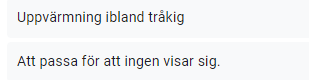 Uppvärmning ibland tråkig
Att passa för att ingen visar sig.